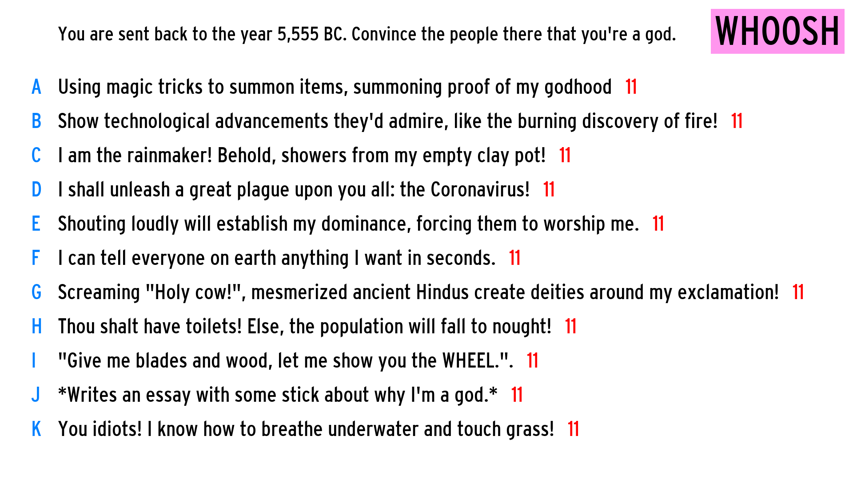 You are sent back to the year 5,555 BC. Convince the people there that you're a god.
WHOOSH
A Using magic tricks to summon items, summoning proof of my godhood 11
B Show technological advancements they'd admire, like the burning discovery of fire! 11
C I am the rainmaker! Behold, showers from my empty clay pot! 11
D I shall unleash a great plague upon you all: the Coronavirus! 11
E Shouting loudly will establish my dominance, forcing them to worship me. 11
F I can tell everyone on earth anything I want in seconds. 11
G Screaming "Holy cow!", mesmerized ancient Hindus create deities around my exclamation! 11
H Thou shalt have toilets! Else, the population will fall to nought! 11
I "Give me blades and wood, let me show you the WHEEL.". 11
J *Writes an essay with some stick about why I'm a god.* 11
K You idiots! I know how to breathe underwater and touch grass! 11